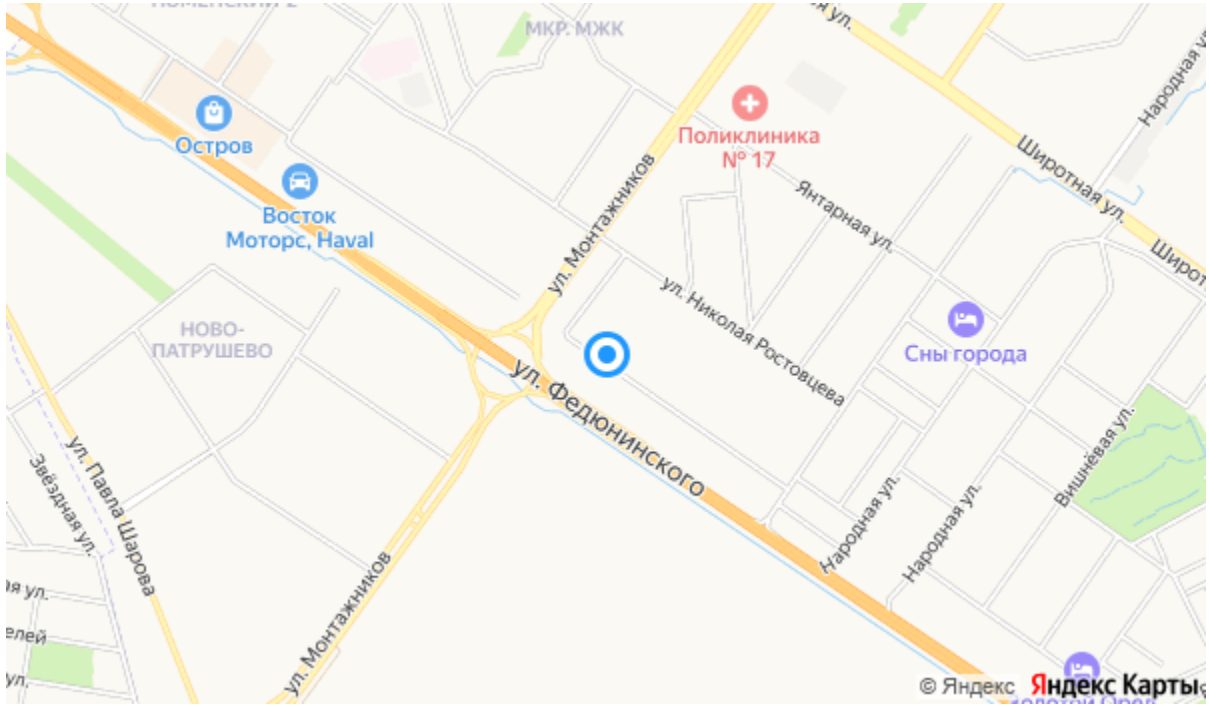 МКР. МЖК
Остров
Восток
Моторс, Haval
Поликлиника
№ 17
Народная ул.
Широтная ул.
Янтарная ул.
ул. Монтажников
ул. Николая Ростовцева
Сны города
НОВО-
ПАТРУШЕВО
ул. Федюнинского
ул. Павла Шарова
Звёздная ул.
Вишнёвая ул.
Народная ул.
Народная ул.
ул. Монтажников
© Яндекс Яндекс Карты